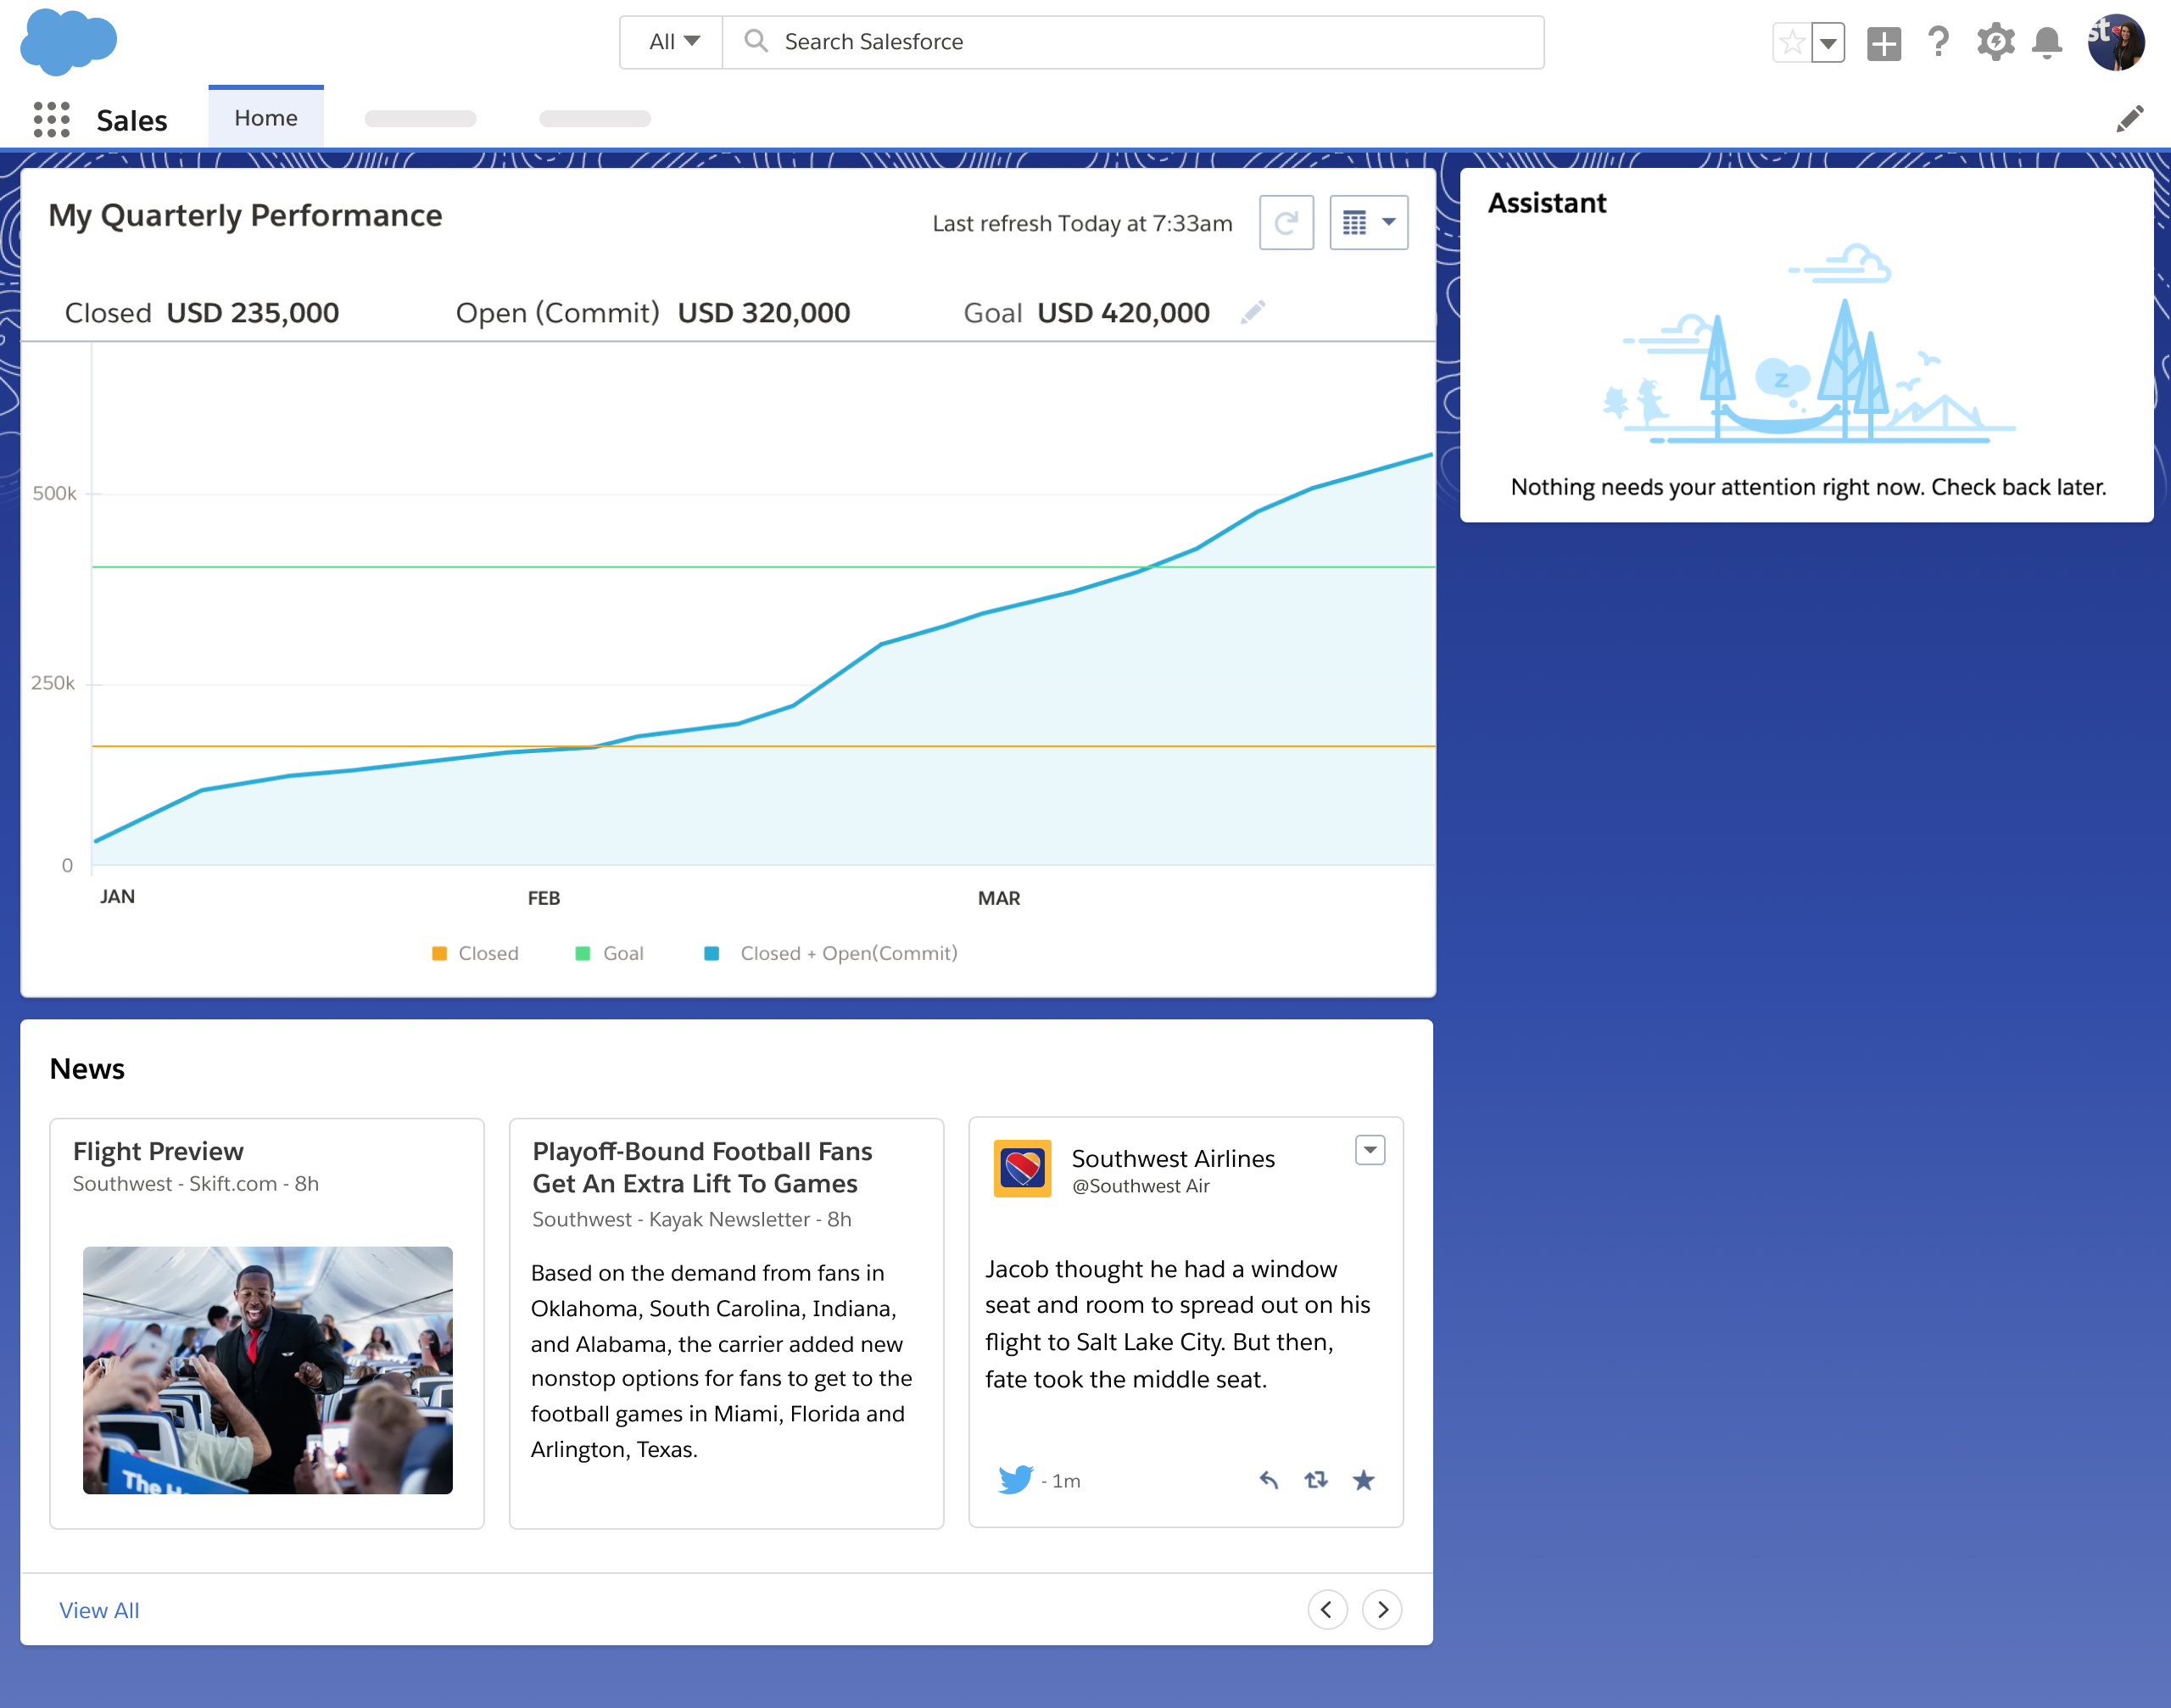 All
Search Salesforce
st
Sales
Home
My Quarterly Performance
Last refresh Today at 7:33am
Closed USD 235,000
Open (Commit) USD 320,000
Goal USD 420,000
500k
250k
0
JAN
FEB
MAR
Closed
Goal
Closed + Open(Commit)
Assistant
z
Nothing needs your attention right now. Check back later.
News
Flight Preview
Southwest - Skift.com - 8h
The H
Playoff-Bound Football Fans
Get An Extra Lift To Games
Southwest - Kayak Newsletter - 8h
Based on the demand from fans in
Oklahoma, South Carolina, Indiana,
and Alabama, the carrier added new
nonstop options for fans to get to the
football games in Miami, Florida and
Arlington, Texas.
Southwest Airlines
@Southwest Air
Jacob thought he had a window
seat and room to spread out on his
flight to Salt Lake City. But then,
fate took the middle seat.
- 1m
View All